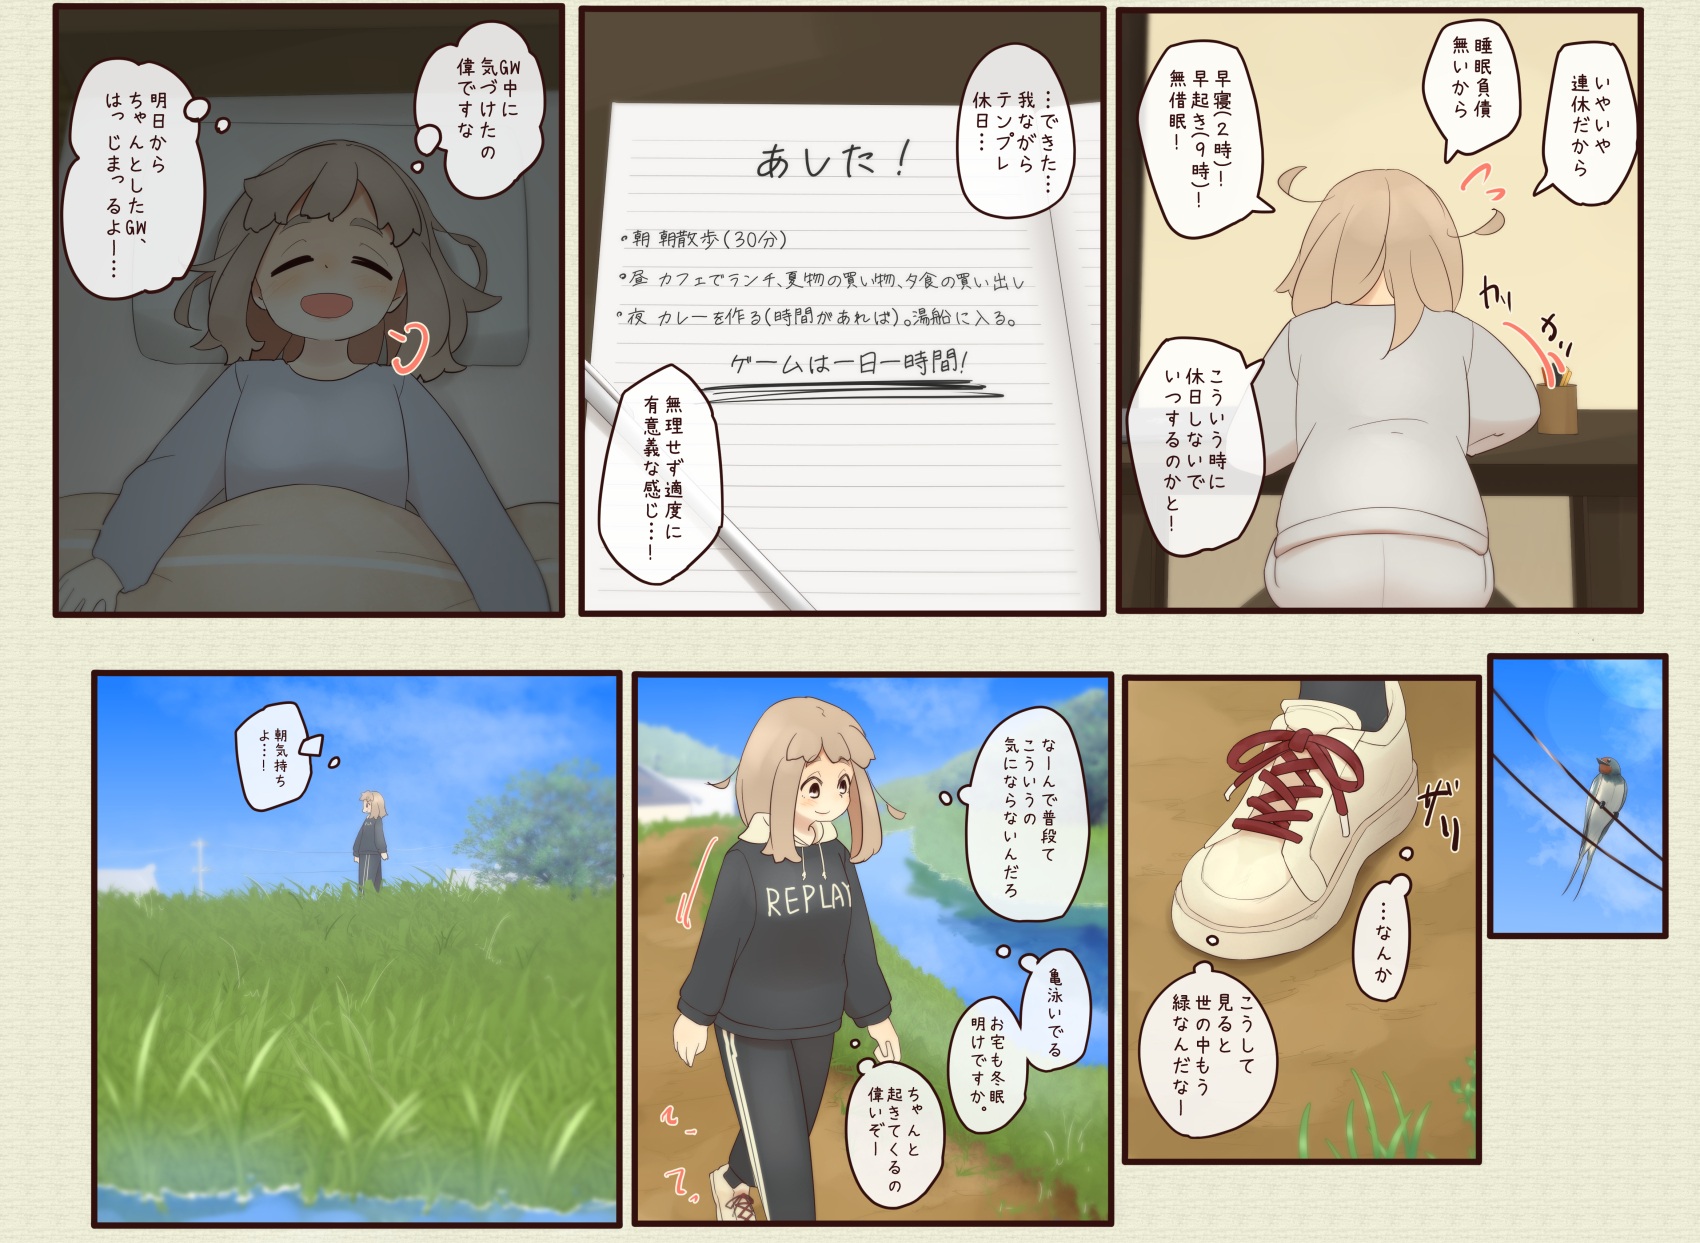 いやいや
連休だから
睡眠負債
無いから
早寝(2時)!
早起き(9時)!
無借眠!
カリ
カリ
こういう時に
休日しないで
いつするのかと!
…できた…
我ながら
テンプレ
休日…
あした!
•朝 朝散歩(30分)
•昼 カフェでランチ、夏物の買い物、夕食の買い出し
•夜 カレーを作る(時間があれば)。湯船に入る。
ゲームは一日一時間!
無理せず適度に
有意義な感じ…!
GW中に
気づけたの
偉ですな
明日から
ちゃんとしたGW、
はっじまっるよー…
ザリ
…なんか
こうして
見ると
世の中もう
緑なんだなー
なーんで普段て
こういうの
気にならないんだろ
REPLAY
亀泳いでる
お宅も冬眠
明けですか。
ちゃんと
起きてくるの
偉いぞー
朝気持ち
よ…!